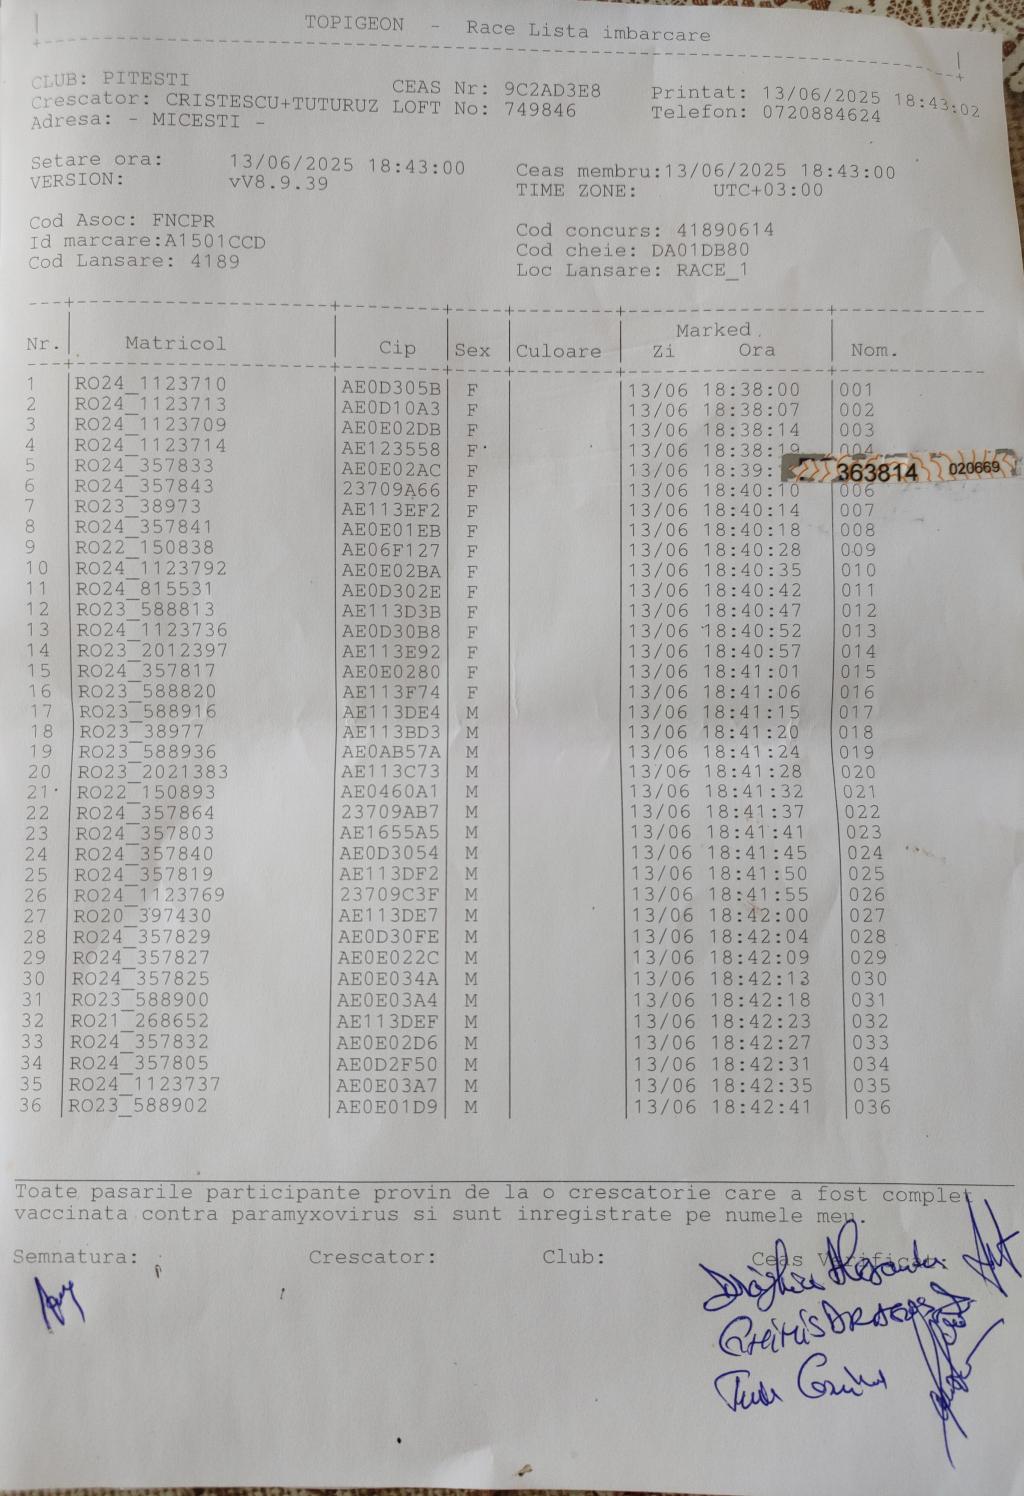 TOPIGEON - Race Lista imbarcare
CLUB: PITESTI CEAS Nr: 9C2AD3E8 Printat: 13/06/2025 18:43:02
Crescator: CRISTESCU+TUTURUZ LOFT No: 749846 Telefon: 0720884624
Adresa: - MICESTI -
Setare ora: 13/06/2025 18:43:00 Ceas membru:13/06/2025 18:43:00
VERSION: vV8.9.39 TIME ZONE: UTC+03:00
Cod Asoc: FNCPR Cod concurs: 41890614
Id marcare:A1501CCD Cod cheie: DA01DB80
Cod Lansare: 4189 Loc Lansare: RACE_1
Marked
Nr. Matricol Cip Sex Culoare Zi Ora Nom.
1 RO24_1123710 AE0D305B F 13/06 18:38:00 001
2 RO24_1123713 AE0D10A3 F 13/06 18:38:07 002
3 RO24_1123709 AE0E02DB F 13/06 18:38:14 003
4 RO24_1123714 AE123558 F 13/06 18:38:19 004
5 RO24_357833 AE0E02AC F 13/06 18:39: 363814 020669
6 RO24_357843 23709A66 F 13/06 18:40:10 006
7 RO23_38973 AE113EF2 F 13/06 18:40:14 007
8 RO24_357841 AE0E01EB F 13/06 18:40:18 008
9 RO22_150838 AE06F127 F 13/06 18:40:28 009
10 RO24_1123792 AE0E02BA F 13/06 18:40:35 010
11 RO24_815531 AE0D302E F 13/06 18:40:42 011
12 RO23_588813 AE113D3B F 13/06 18:40:47 012
13 RO24_1123736 AE0D30B8 F 13/06 18:40:52 013
14 RO23_2012397 AE113E92 F 13/06 18:40:57 014
15 RO24_357817 AE0E0280 F 13/06 18:41:01 015
16 RO23_588820 AE113F74 F 13/06 18:41:06 016
17 RO23_588916 AE113DE4 M 13/06 18:41:15 017
18 RO23_38977 AE113BD3 M 13/06 18:41:20 018
19 RO23_588936 AE0AB57A M 13/06 18:41:24 019
20 RO23_2021383 AE113C73 M 13/06 18:41:28 020
21 RO22_150893 AE0460A1 M 13/06 18:41:32 021
22 RO24_357864 23709AB7 M 13/06 18:41:37 022
23 RO24_357803 AE1655A5 M 13/06 18:41:41 023
24 RO24_357840 AE0D3054 M 13/06 18:41:45 024
25 RO24_357819 AE113DF2 M 13/06 18:41:50 025
26 RO24_1123769 23709C3F M 13/06 18:41:55 026
27 RO20_397430 AE113DE7 M 13/06 18:42:00 027
28 RO24_357829 AE0D30FE M 13/06 18:42:04 028
29 RO24_357827 AE0E022C M 13/06 18:42:09 029
30 RO24_357825 AE0E034A M 13/06 18:42:13 030
31 RO23_588900 AE0E03A4 M 13/06 18:42:18 031
32 RO21_268652 AE113DEF M 13/06 18:42:23 032
33 RO24_357832 AE0E02D6 M 13/06 18:42:27 033
34 RO24_357805 AE0D2F50 M 13/06 18:42:31 034
35 RO24_1123737 AE0E03A7 M 13/06 18:42:35 035
36 RO23_588902 AE0E01D9 M 13/06 18:42:41 036
Toate pasarile participante provin de la o crescatorie care a fost complet
vaccinata contra paramyxovirus si sunt inregistrate pe numele meu.
Semnatura: Crescator: Club: Ceas Verificat: